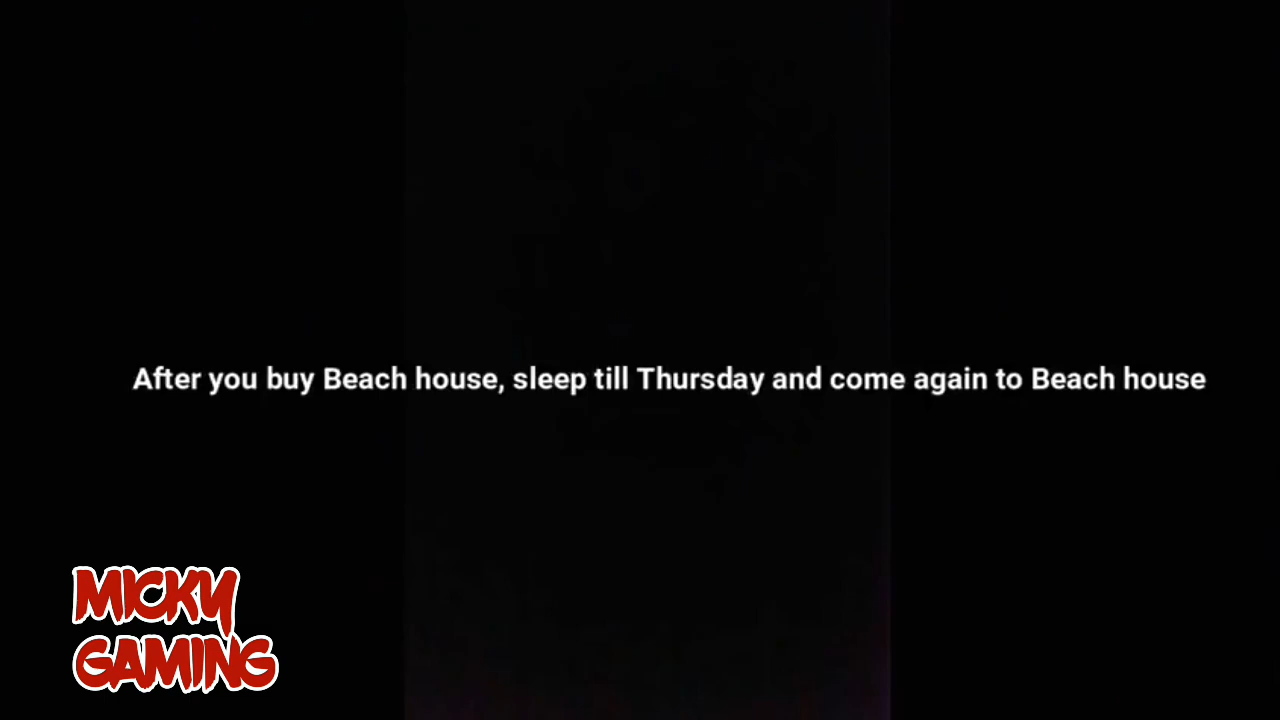 After you buy Beach house, sleep till Thursday and come again to Beach house
MICKY
GAMING